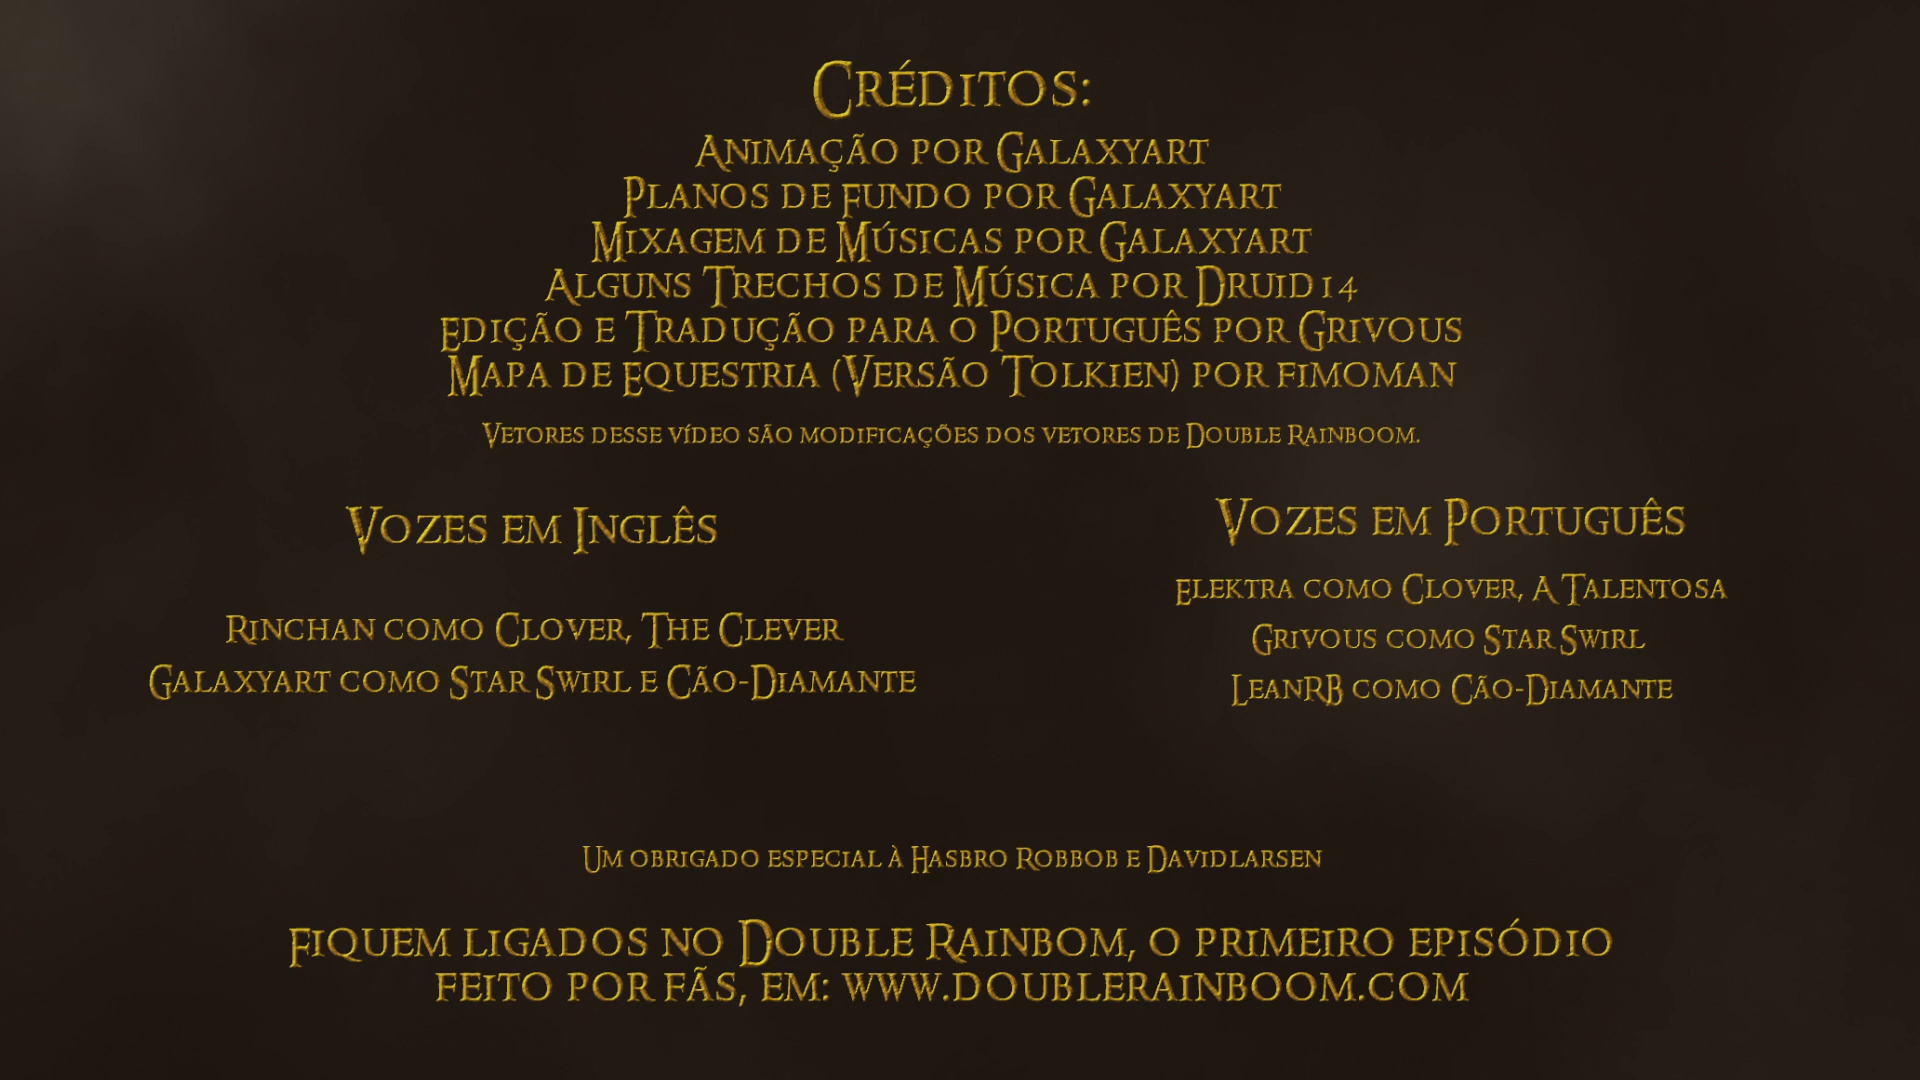 Créditos:
Animação por Galaxyart
Planos de Fundo por Galaxyart
Mixagem de Músicas por Galaxyart
Alguns Trechos de Música por Druid14
Edição e Tradução para o Português por Grivous
Mapa de Equestria (Versão Tolkien) por fimoman
Vetores desse vídeo são modificações dos vetores de Double Rainboom.
Vozes em Inglês
Rinchan como Clover, The Clever
Galaxyart como Star Swirl e Cão-Diamante
Vozes em Português
Elektra como Clover, A Talentosa
Grivous como Star Swirl
LeanRB como Cão-Diamante
Um obrigado especial à Hasbro Robbob e Davidlarsen
Fiquem ligados no Double Rainbom, o primeiro episódio
feito por fãs, em: www.doublerainboom.com